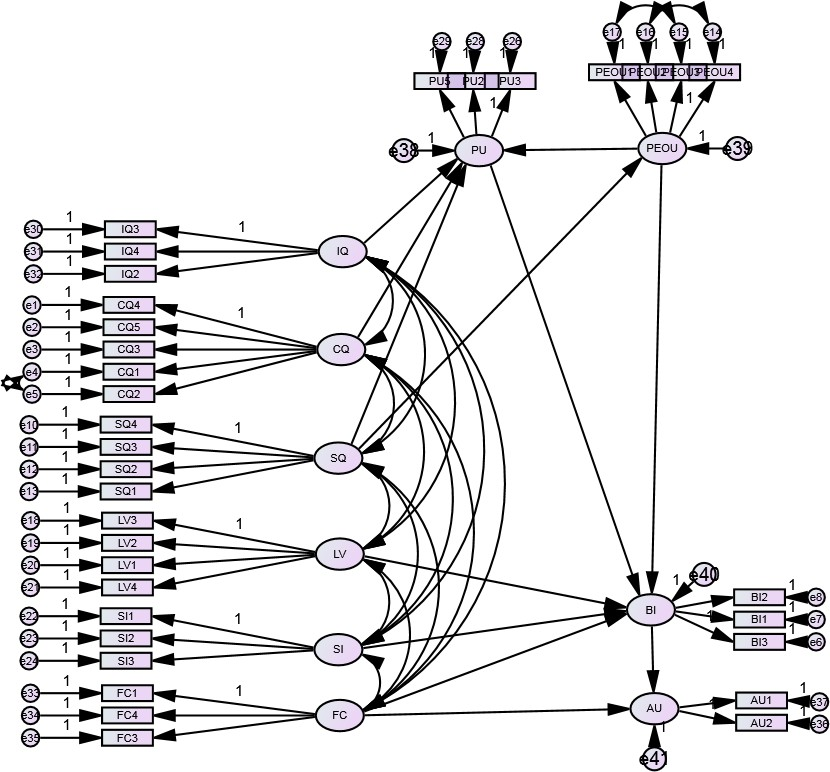 e17 e16 e15 e14
e29 e28 e26
1 1 1 1
1 1 1
PEOU1 PEOU2 PEOU3 PEOU4
PU5 PU2 PU3
1
1
e38 1 PU
PEOU 1 e39
e30 1 IQ3 1
e31 1 IQ4 IQ
e32 1 IQ2
e1 1 CQ4 1
e2 1 CQ5
e3 1 CQ3 CQ
e4 1 CQ1
e5 1 CQ2
e10 1 SQ4 1
e11 1 SQ3
e12 1 SQ2 SQ
e13 1 SQ1
e18 1 LV3 1
e19 1 LV2 LV
e20 1 LV1
e21 1 LV4
1 e40
BI2 1 e8
BI 1 BI1 1 e7
BI3 1 e6
e22 1 SI1 1
e23 1 SI2 SI
e24 1 SI3
e33 1 FC1 1
e34 1 FC4 FC
e35 1 FC3
AU 1 AU1 1 e37
AU2 1 e36
1
e41